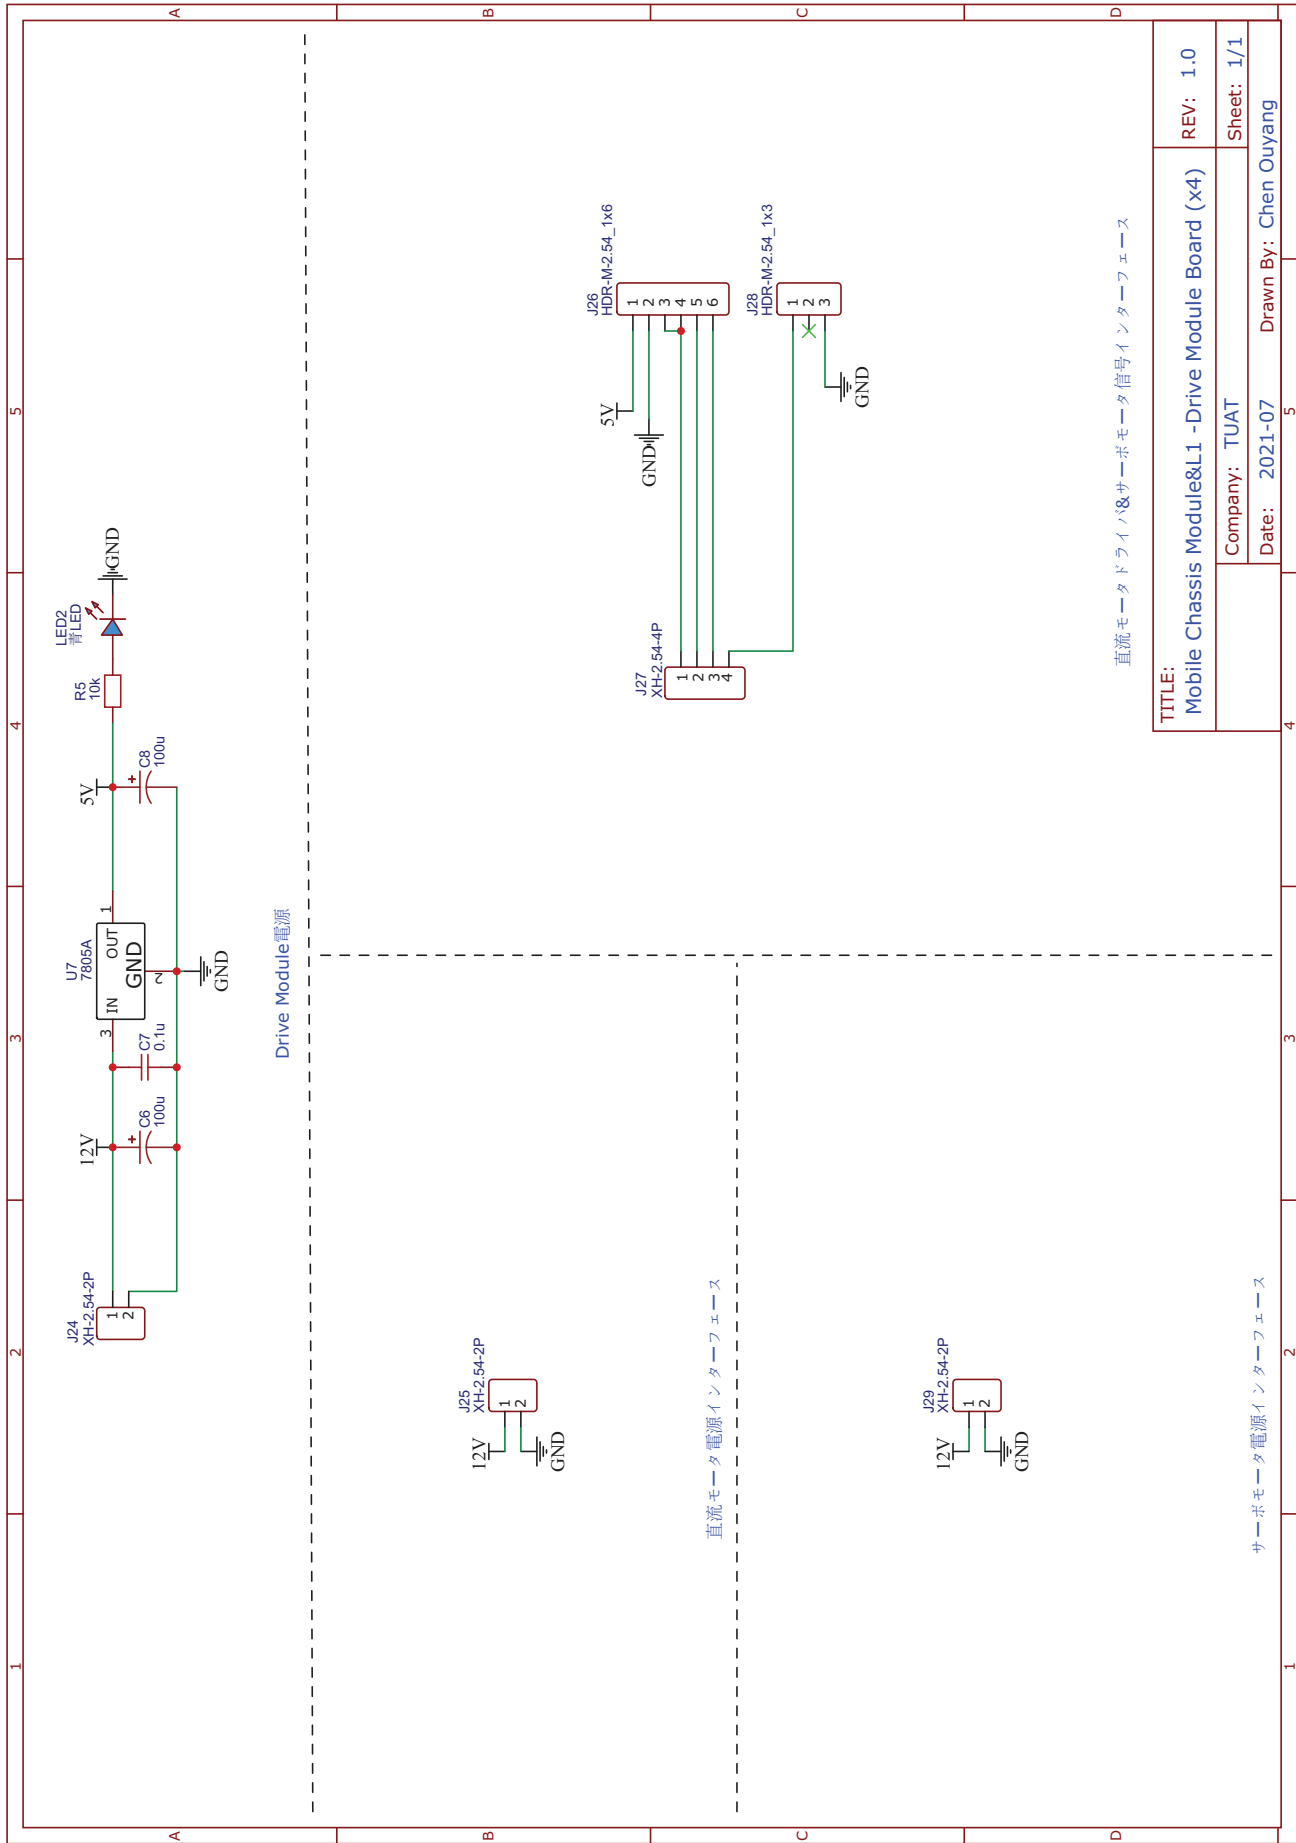 1
2
3
4
5
A
J24
XH-2.54-2P
1
2
12V
C6
100u
C7
0.1u
U7
7805A
3
IN
OUT
1
GND
2
GND
5V
C8
100u
R5
10k
LED2
青LED
GND
Drive Module電源
A
B
J25
XH-2.54-2P
12V
1
2
GND
直流モータ電源インターフェース
J26
HDR-M-2.54_1x6
5V
GND
1
2
3
4
5
6
J27
XH-2.54-4P
1
2
3
4
J28
HDR-M-2.54_1x3
1
2
3
GND
直流モータドライバ&サーボモータ信号インターフェース
B
C
J29
XH-2.54-2P
12V
1
2
GND
サーボモータ電源インターフェース
C
D
D
TITLE:
Mobile Chassis Module&L1 -Drive Module Board (x4)
REV: 1.0
Company: TUAT
Sheet: 1/1
Date: 2021-07
Drawn By: Chen Ouyang
1
2
3
4
5